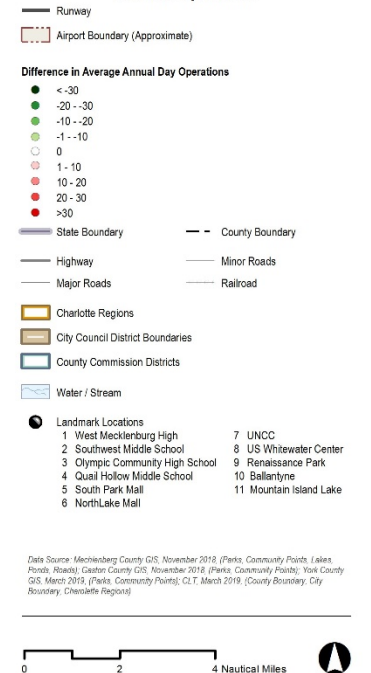 Runway
Airport Boundary (Approximate)
Difference in Average Annual Day Operations
< -30
-20 - -30
-10 - -20
-1 - -10
0
1 - 10
10 - 20
20 - 30
>30
State Boundary
County Boundary
Highway
Minor Roads
Major Roads
Railroad
Charlotte Regions
City Council District Boundaries
County Commission Districts
Water / Stream
Landmark Locations
1 West Mecklenburg High
2 Southwest Middle School
3 Olympic Community High School
4 Quail Hollow Middle School
5 South Park Mall
6 NorthLake Mall
7 UNCC
8 US Whitewater Center
9 Renaissance Park
10 Ballantyne
11 Mountain Island Lake
Data Source: Mechlenberg County GIS, November 2018, (Parks, Community Points, Lakes,
Ponds, Roads); Gaston County GIS, November 2018, (Parks, Community Points); York County
GIS, March 2019, (Parks, Community Points); CLT, March 2019, (County Boundary, City
Boundary, Charolette Regions)
0 2 4 Nautical Miles